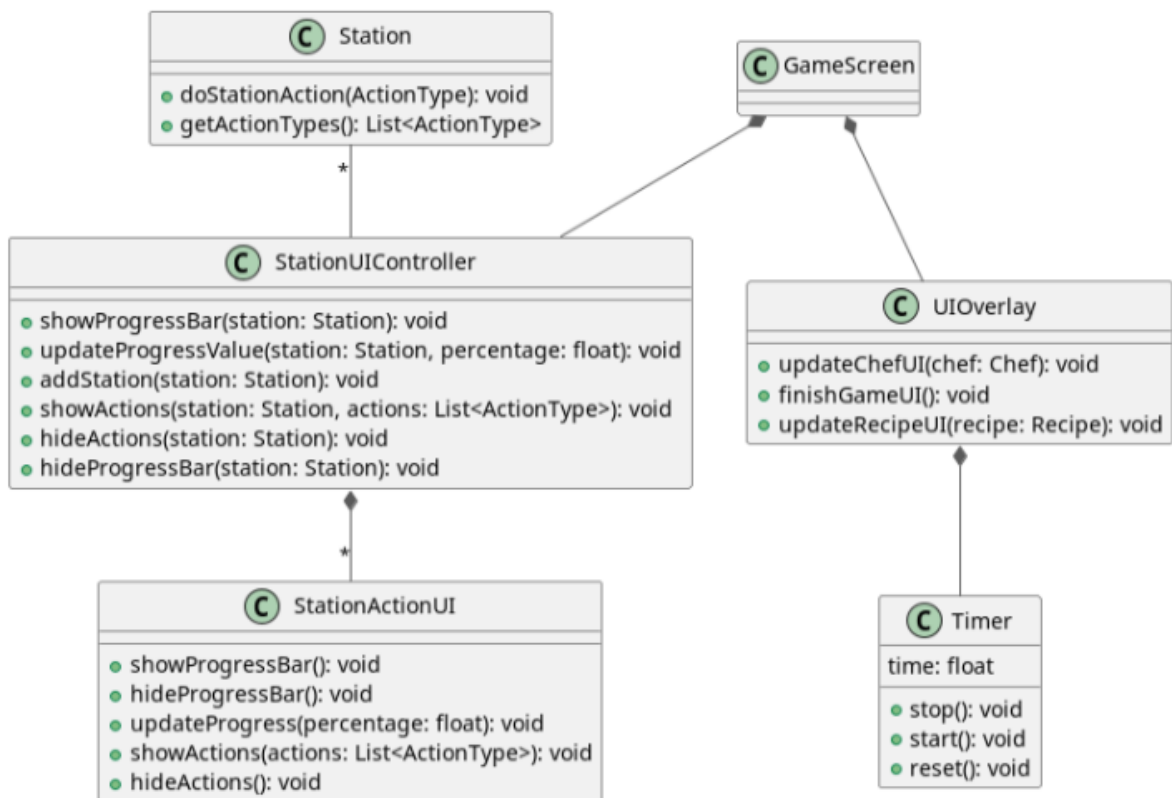 C Station
doStationAction(ActionType): void
getActionTypes(): List<ActionType>
C GameScreen
*
C StationUIController
showProgressBar(station: Station): void
updateProgressValue(station: Station, percentage: float): void
addStation(station: Station): void
showActions(station: Station, actions: List<ActionType>): void
hideActions(station: Station): void
hideProgressBar(station: Station): void
C UIOverlay
updateChefUI(chef: Chef): void
finishGameUI(): void
updateRecipeUI(recipe: Recipe): void
*
C StationActionUI
showProgressBar(): void
hideProgressBar(): void
updateProgress(percentage: float): void
showActions(actions: List<ActionType>): void
hideActions(): void
C Timer
time: float
stop(): void
start(): void
reset(): void